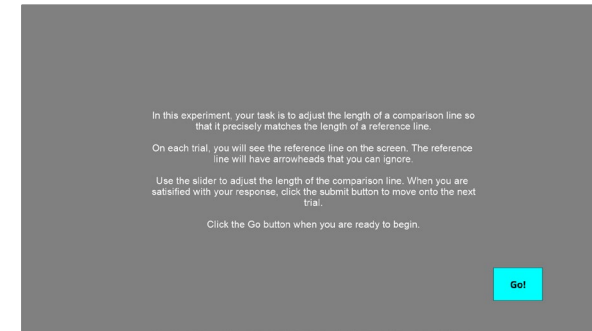 In this experiment, your task is to adjust the length of a comparison line so
that it precisely matches the length of a reference line.
On each trial, you will see the reference line on the screen. The reference
line will have arrowheads that you can ignore.
Use the slider to adjust the length of the comparison line. When you are
satisified with your response, click the submit button to move onto the next
trial.
Click the Go button when you are ready to begin.
Go!